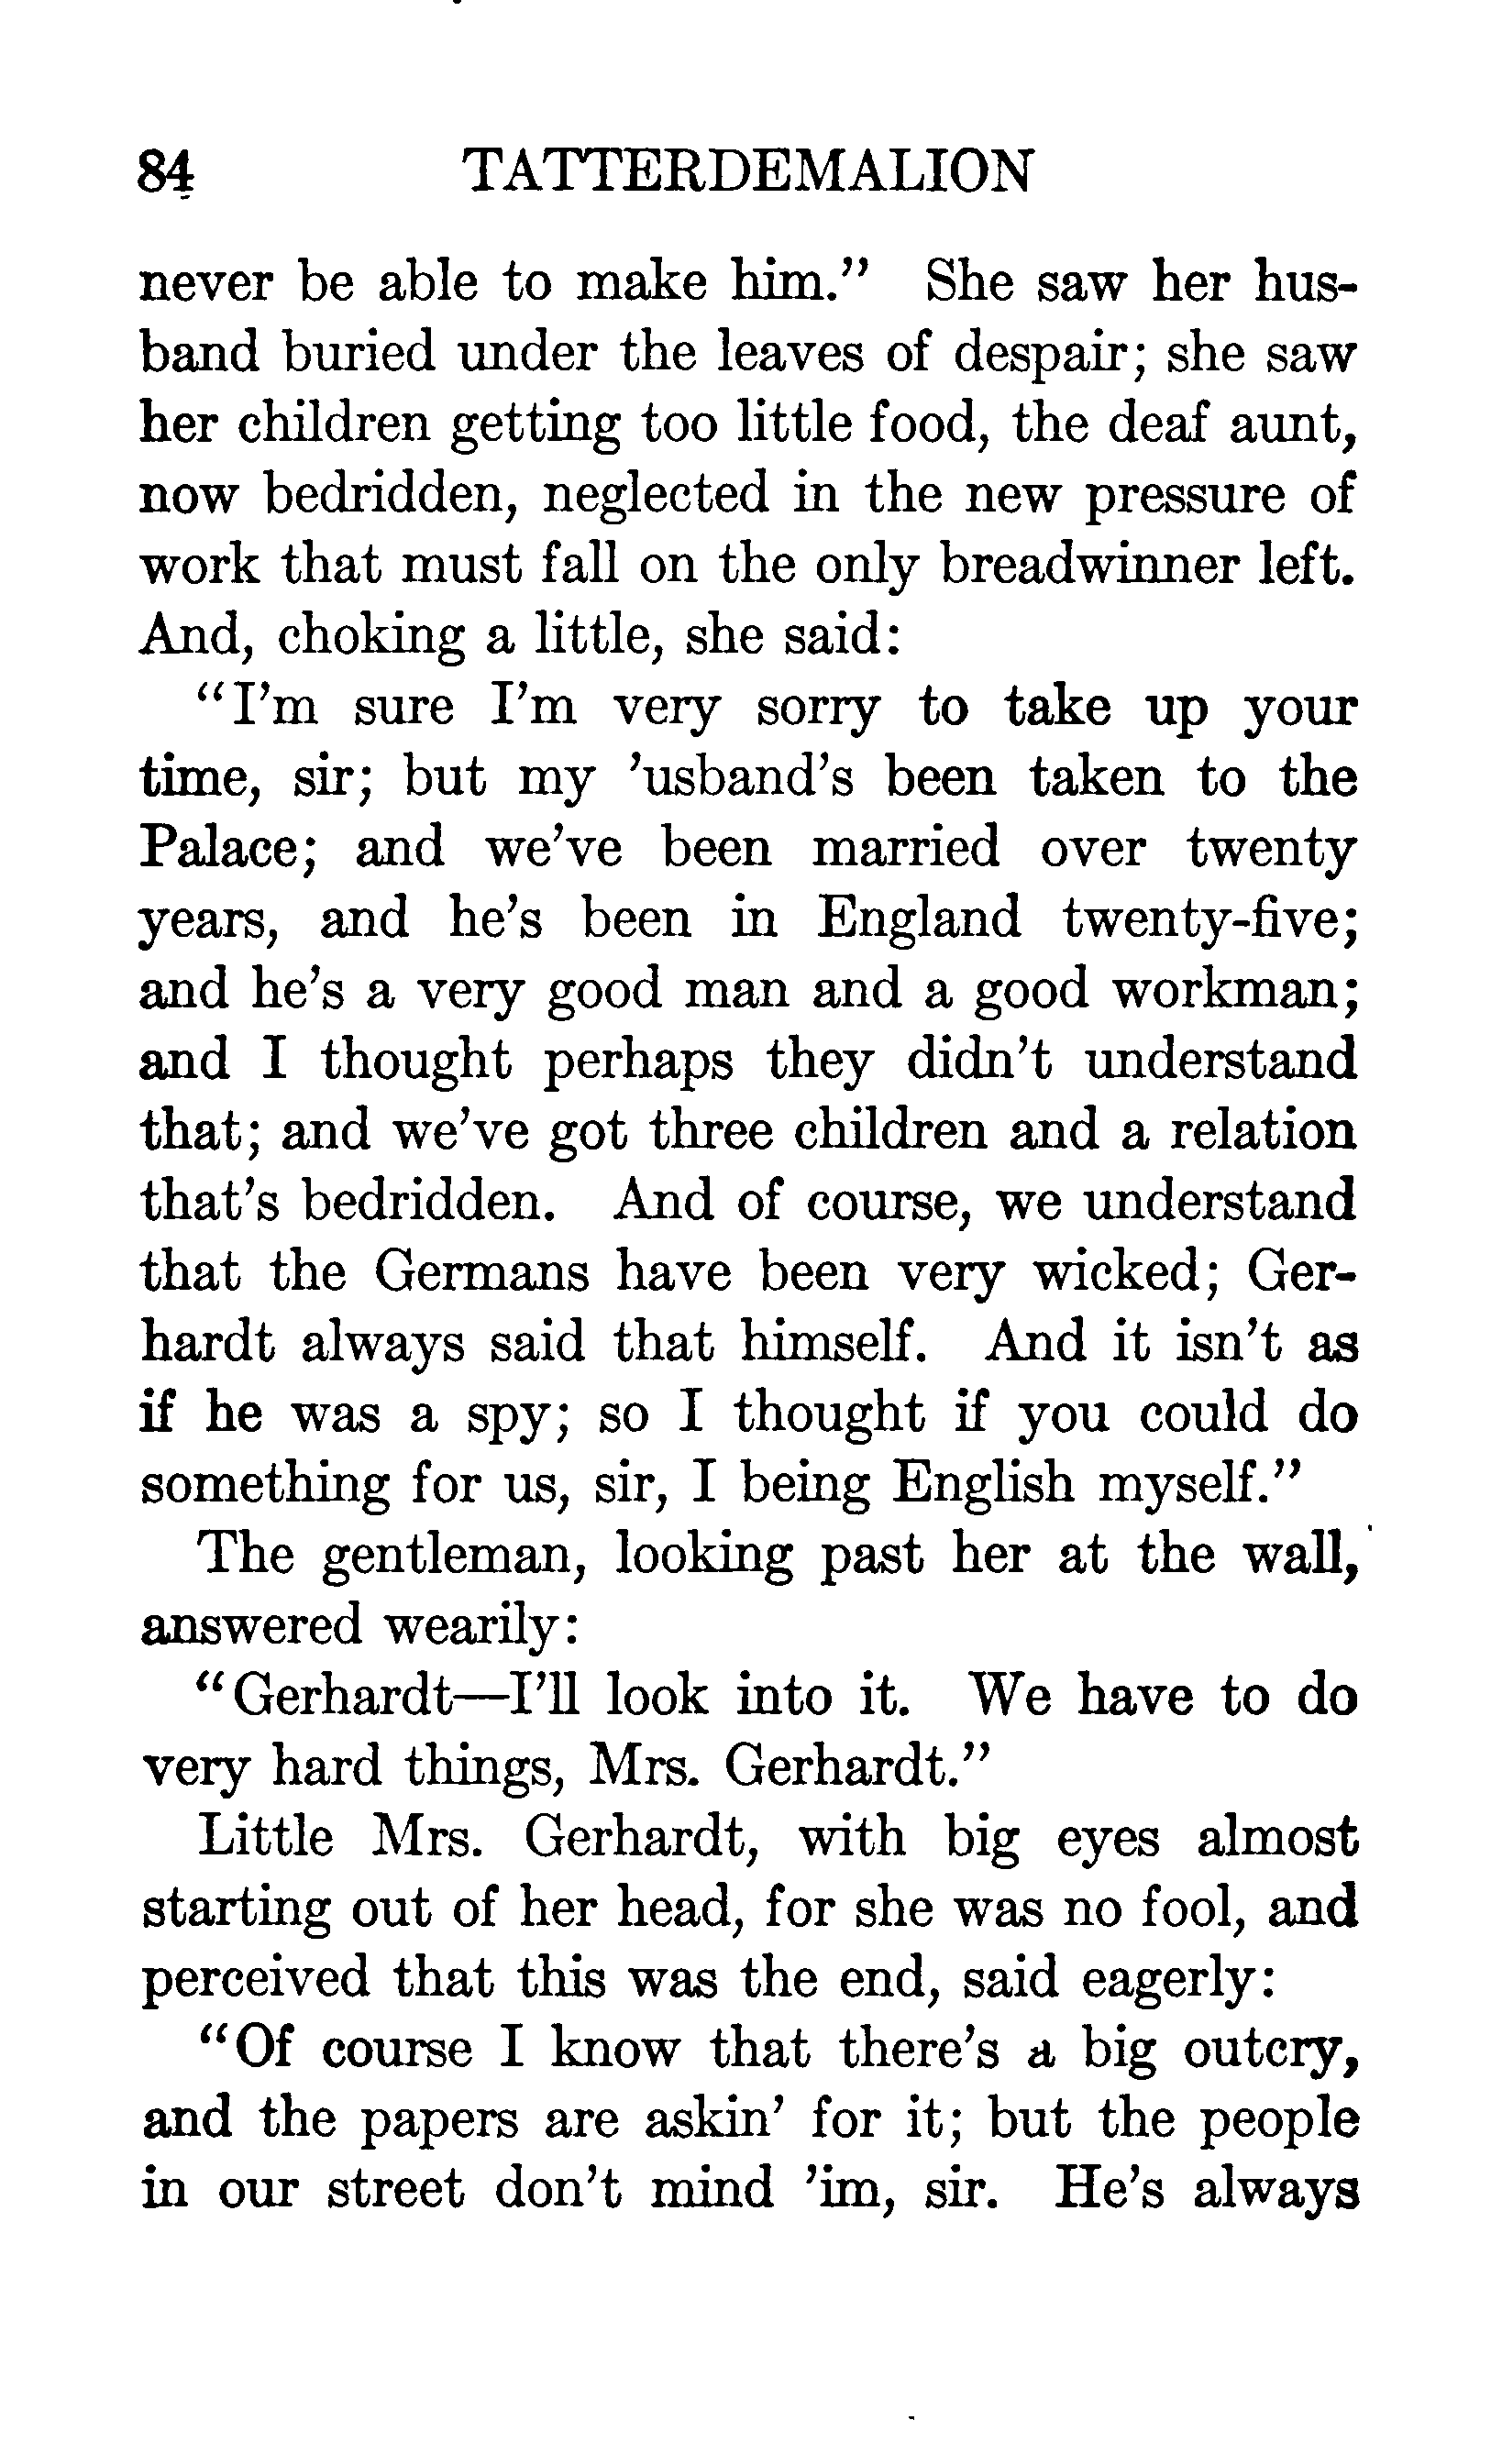 84 TATTERDEMALION
never be able to make him.” She saw her hus-
band buried under the leaves of despair; she saw
her children getting too little food, the deaf aunt,
now bedridden, neglected in the new pressure of
work that must fall on the only breadwinner left.
And, choking a little, she said:
“I’m sure I’m very sorry to take up your
time, sir; but my ’usband’s been taken to the
Palace; and we’ve been married over twenty
years, and he’s been in England twenty-five;
and he’s a very good man and a good workman;
and I thought perhaps they didn’t understand
that; and we’ve got three children and a relation
that’s bedridden. And of course, we understand
that the Germans have been very wicked; Ger-
hardt always said that himself. And it isn’t as
if he was a spy; so I thought if you could do
something for us, sir, I being English myself.”
The gentleman, looking past her at the wall,
answered wearily:
“Gerhardt—I’ll look into it. We have to do
very hard things, Mrs. Gerhardt.”
Little Mrs. Gerhardt, with big eyes almost
starting out of her head, for she was no fool, and
perceived that this was the end, said eagerly:
“Of course I know that there’s a big outcry,
and the papers are askin’ for it; but the people
in our street don’t mind ’im, sir. He’s always